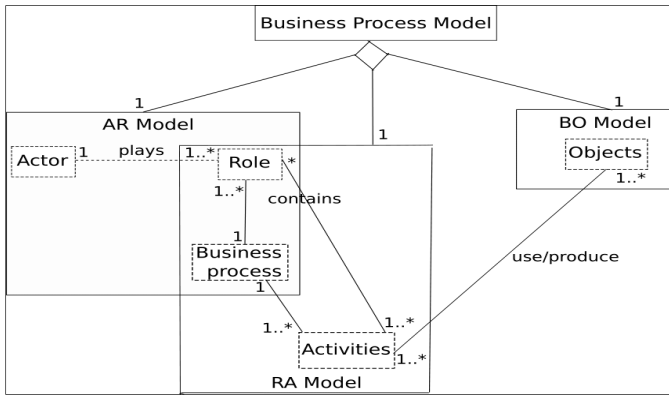 Business Process Model
1
1
1
AR Model
BO Model
Actor
1
plays
1..*
Role
*
Objects
1..*
1..*
contains
1
Business
process
1
use/produce
1..*
1..*
Activities
1..*
RA Model